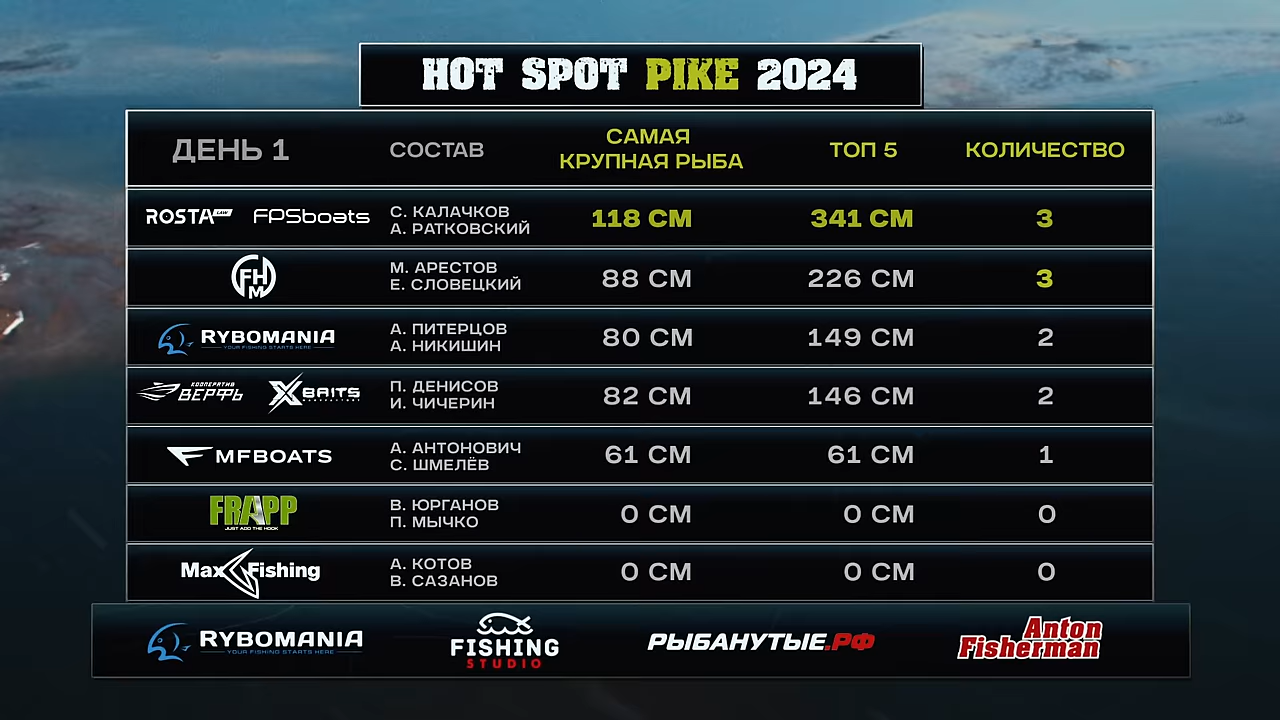 HOT SPOT PIKE 2024
ДЕНЬ 1
СОСТАВ
САМАЯ
КРУПНАЯ РЫБА
ТОП 5
КОЛИЧЕСТВО
ROSTA LAW FPSboats
С. КАЛАЧКОВ
А. РАТКОВСКИЙ
118 СМ
341 СМ
3
FHM
М. АРЕСТОВ
Е. СЛОВЕЦКИЙ
88 СМ
226 СМ
3
RYBOMANIA
YOUR FISHING STARTS HERE
А. ПИТЕРЦОВ
А. НИКИШИН
80 СМ
149 СМ
2
КООПЕРАТИВ
ВЕРФЬ
X BAITS
П. ДЕНИСОВ
И. ЧИЧЕРИН
82 СМ
146 СМ
2
MFBOATS
А. АНТОНОВИЧ
С. ШМЕЛЁВ
61 СМ
61 СМ
1
FRAPP
JUST ADD THE HOOK
В. ЮРГАНОВ
П. МЫЧКО
0 СМ
0 СМ
0
Max Fishing
А. КОТОВ
В. САЗАНОВ
0 СМ
0 СМ
0
RYBOMANIA
YOUR FISHING STARTS HERE
FISHING
STUDIO
РЫБАНУТЫЕ.РФ
Anton
Fisherman